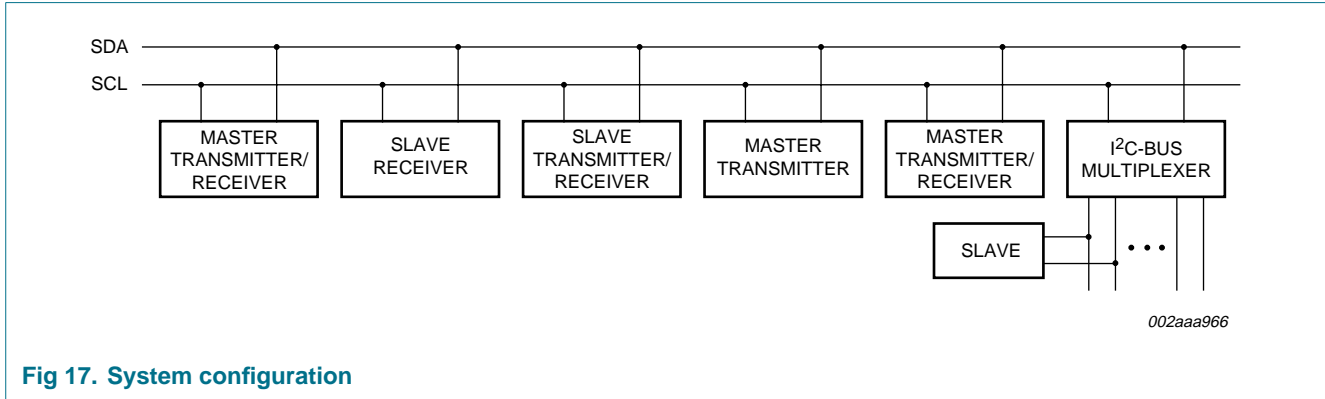 SDA
SCL
MASTER
TRANSMITTER/
RECEIVER
SLAVE
RECEIVER
SLAVE
TRANSMITTER/
RECEIVER
MASTER
TRANSMITTER
MASTER
TRANSMITTER/
RECEIVER
I²C-BUS
MULTIPLEXER
SLAVE
002aaa966
Fig 17. System configuration